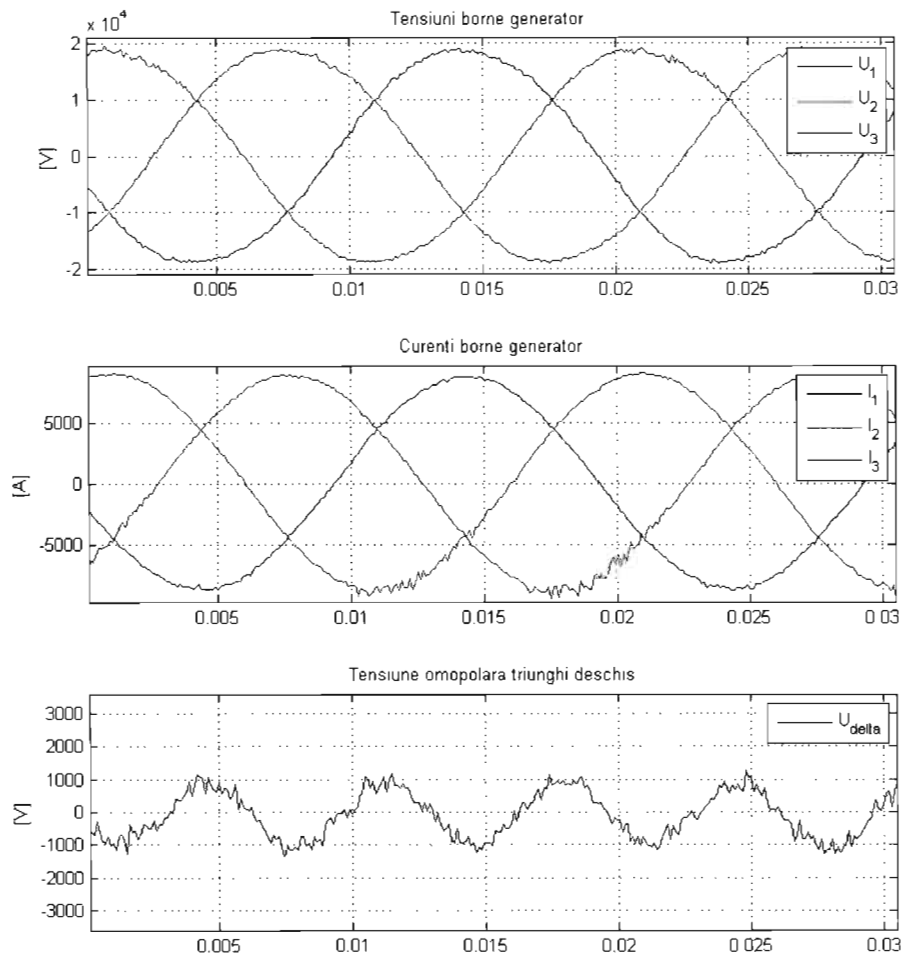 Tensiuni borne generator
x 10⁴
2
1
0
-1
-2
[V]
U₁
U₂
U₃
0.005
0.01
0.015
0.02
0.025
0.03
Curenti borne generator
5000
0
-5000
[A]
I₁
I₂
I₃
0.005
0.01
0.015
0.02
0.025
0.03
Tensiune omopolara triunghi deschis
3000
2000
1000
0
-1000
-2000
-3000
[V]
U_delta
0.005
0.01
0.015
0.02
0 025
0 03